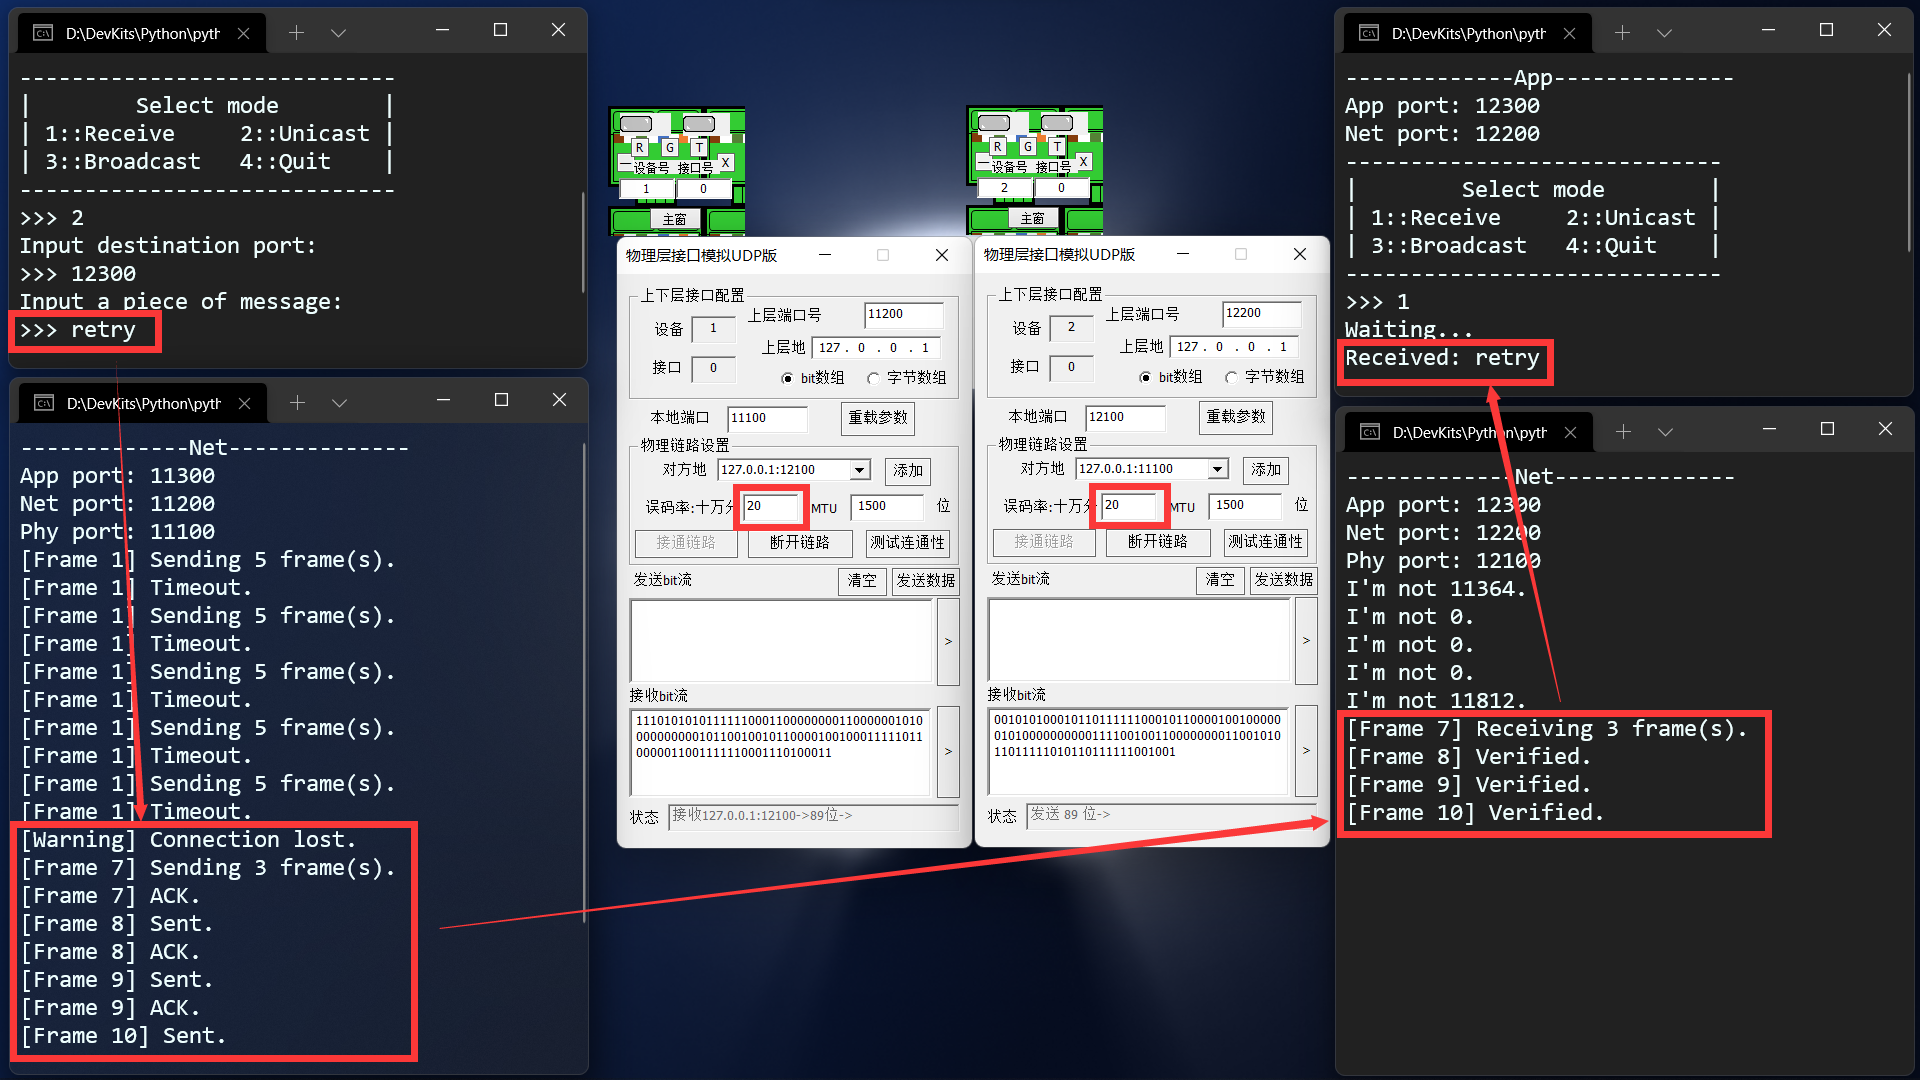 D:\DevKits\Python\pyth
------------------------------
|        Select mode        |
| 1::Receive     2::Unicast |
| 3::Broadcast   4::Quit    |
------------------------------
>>> 2
Input destination port:
>>> 12300
Input a piece of message:
>>> retry
D:\DevKits\Python\pyth
-------------Net--------------
App port: 11300
Net port: 11200
Phy port: 11100
[Frame 1] Sending 5 frame(s).
[Frame 1] Timeout.
[Frame 1] Sending 5 frame(s).
[Frame 1] Timeout.
[Frame 1] Sending 5 frame(s).
[Frame 1] Timeout.
[Frame 1] Sending 5 frame(s).
[Frame 1] Timeout.
[Frame 1] Sending 5 frame(s).
[Frame 1] Timeout.
[Warning] Connection lost.
[Frame 7] Sending 3 frame(s).
[Frame 7] ACK.
[Frame 8] Sent.
[Frame 8] ACK.
[Frame 9] Sent.
[Frame 9] ACK.
[Frame 10] Sent.
R G T
一设备号 接口号 X
1 0
主窗
物理层接口模拟UDP版
上下层接口配置
设备 1 上层端口号 11200
上层地 127 . 0 . 0 . 1
接口 0
bit数组 字节数组
本地端口 11100 重载参数
物理链路设置
对方地 127.0.0.1:12100 添加
误码率:十万分 20 MTU 1500 位
接通链路 断开链路 测试连通性
发送bit流 清空 发送数据
>
接收bit流
>
状态 接收127.0.0.1:12100->89位->
R G T
一设备号 接口号 X
2 0
主窗
物理层接口模拟UDP版
上下层接口配置
设备 2 上层端口号 12200
上层地 127 . 0 . 0 . 1
接口 0
bit数组 字节数组
本地端口 12100 重载参数
物理链路设置
对方地 127.0.0.1:11100 添加
误码率:十万分 20 MTU 1500 位
接通链路 断开链路 测试连通性
发送bit流 清空 发送数据
>
接收bit流
>
状态 发送 89 位->
D:\DevKits\Python\pyth
-------------App--------------
App port: 12300
Net port: 12200
------------------------------
|        Select mode        |
| 1::Receive     2::Unicast |
| 3::Broadcast   4::Quit    |
------------------------------
>>> 1
Waiting...
Received: retry
D:\DevKits\Python\pyth
-------------Net--------------
App port: 12300
Net port: 12200
Phy port: 12100
I'm not 11364.
I'm not 0.
I'm not 0.
I'm not 0.
I'm not 11812.
[Frame 7] Receiving 3 frame(s).
[Frame 8] Verified.
[Frame 9] Verified.
[Frame 10] Verified.